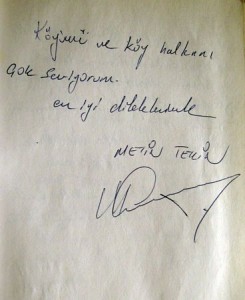 Köyümü ve köy halkını
çok seviyorum.
en iyi dileklerimle
METİN TEKİN